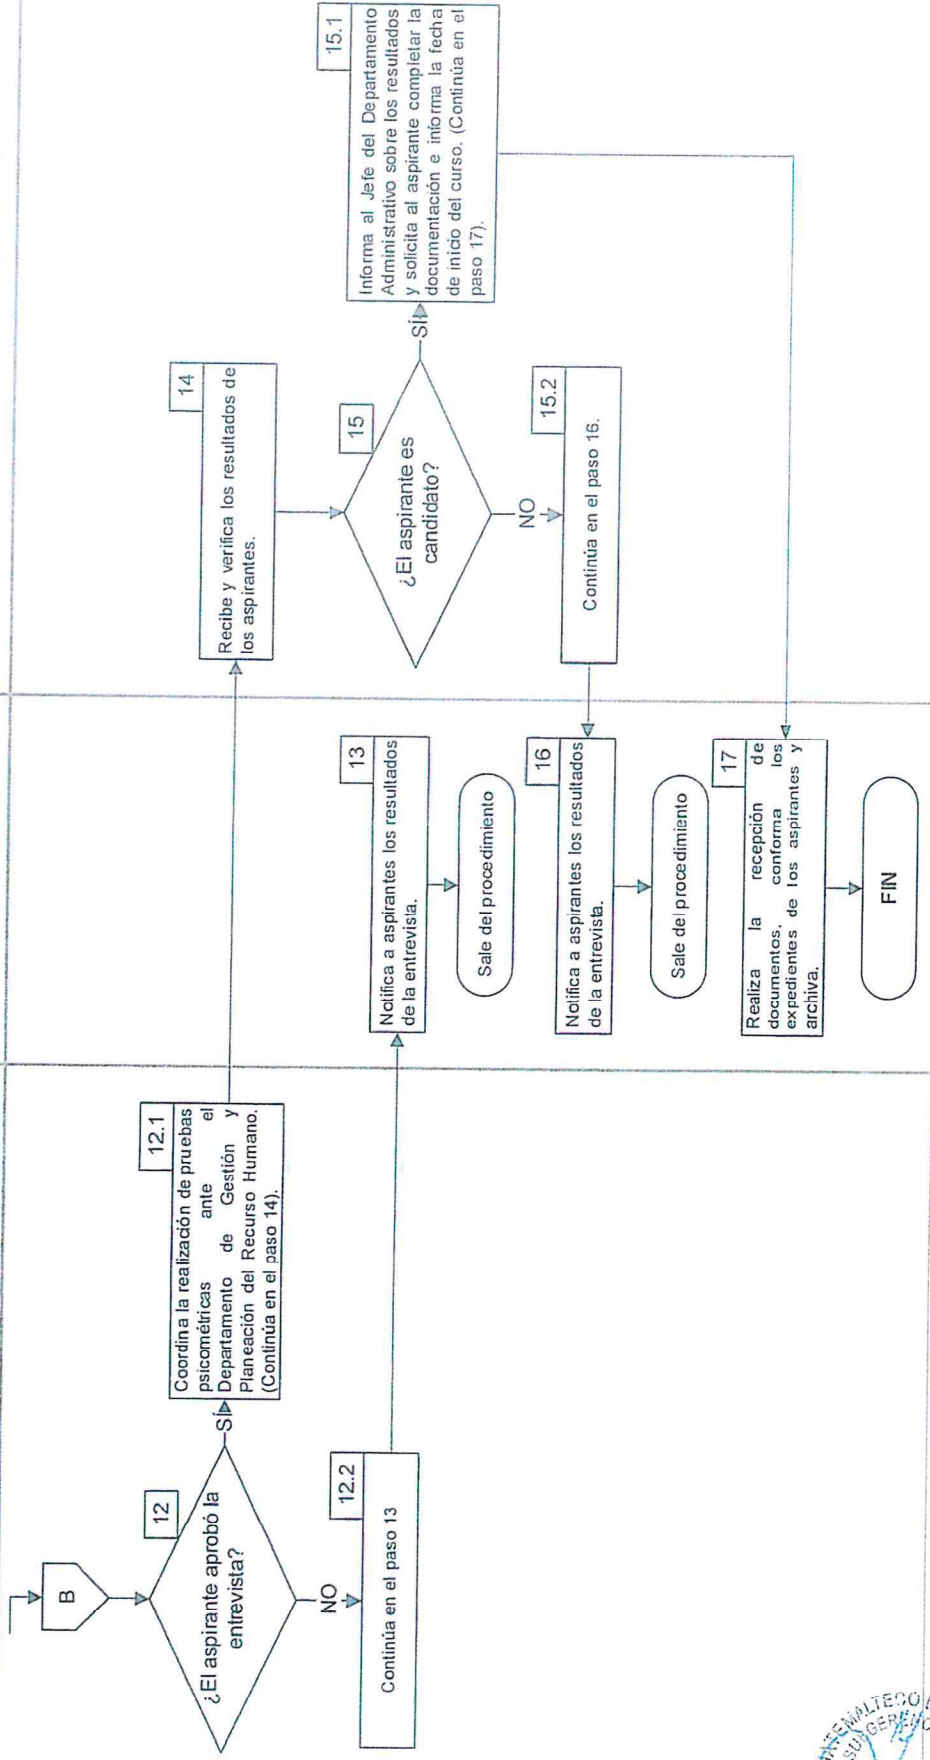 B
12
¿El aspirante aprobó la
entrevista?
SÍ
12.1
Coordina la realización de pruebas
psicométricas ante el
Departamento de Gestión y
Planeación del Recurso Humano.
(Continúa en el paso 14).
NO
12.2
Continúa en el paso 13
13
Notifica a aspirantes los resultados
de la entrevista.
Sale del procedimiento
14
Recibe y verifica los resultados de
los aspirantes.
15
¿El aspirante es
candidato?
SÍ
15.1
Informa al Jefe del Departamento
Administrativo sobre los resultados
y solicita al aspirante completar la
documentación e informa la fecha
de inicio del curso. (Continúa en el
paso 17).
NO
15.2
Continúa en el paso 16.
16
Notifica a aspirantes los resultados
de la entrevista.
Sale del procedimiento
17
Realiza la recepción de
documentos, conforma los
expedientes de los aspirantes y
archiva.
FIN